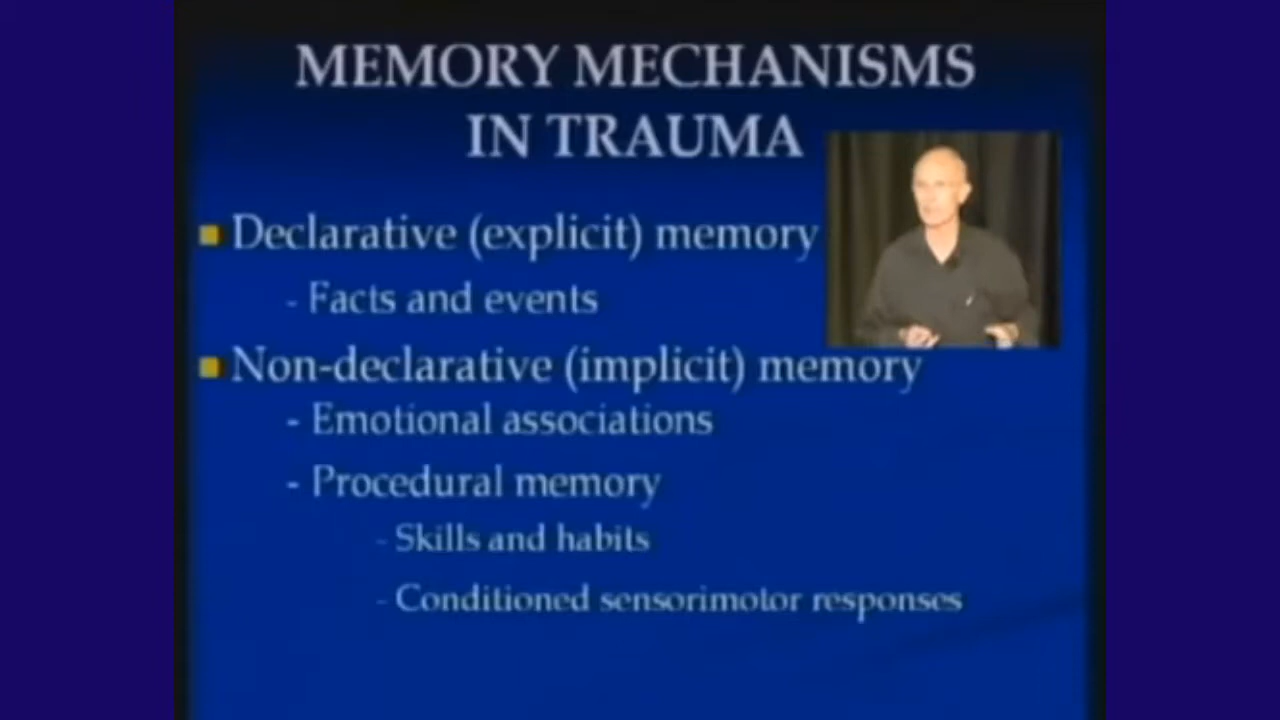 MEMORY MECHANISMS
IN TRAUMA
Declarative (explicit) memory
- Facts and events
Non-declarative (implicit) memory
- Emotional associations
- Procedural memory
- Skills and habits
- Conditioned sensorimotor responses